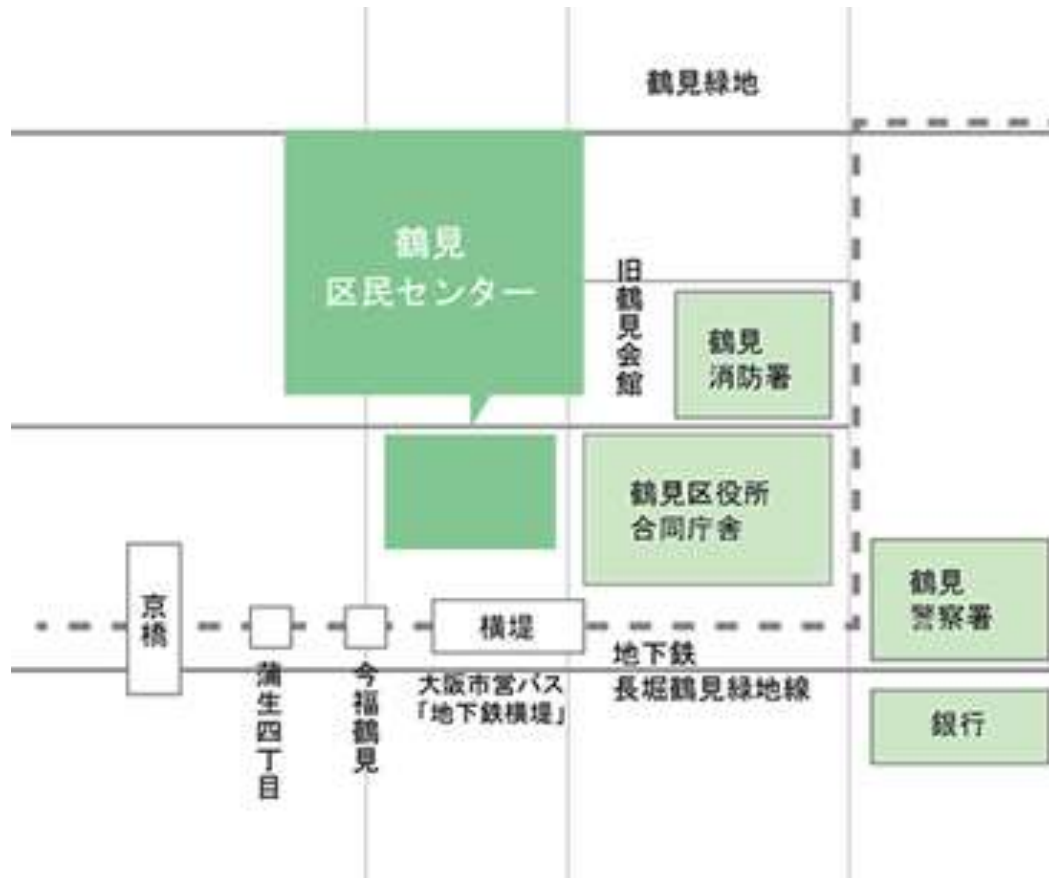 鶴見緑地
鶴見
区民センター
旧鶴見会館
鶴見
消防署
鶴見区役所
合同庁舎
京橋
横堤
鶴見
警察署
蒲生四丁目
今福鶴見
大阪市営バス
「地下鉄横堤」
地下鉄
長堀鶴見緑地線
銀行